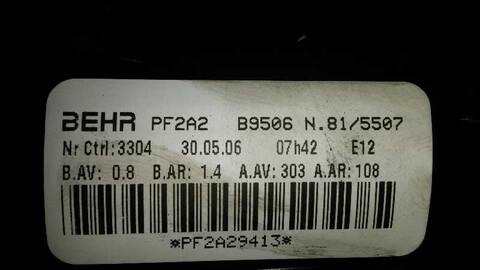 BEHR PF2A2 B9506 N.81/5507
Nr Ctrl:3304 30.05.06 07h42 E12
B.AV: 0.8 B.AR: 1.4 A.AV: 303 A.AR: 108
*PF2A29413*